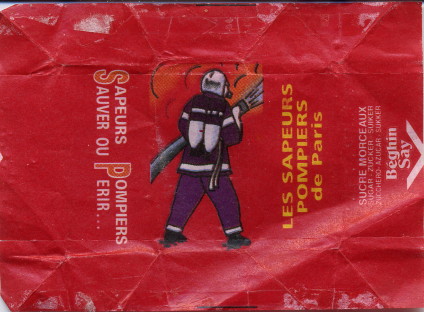 SAPEURS POMPIERS
SAUVER OU PERIR...
LES SAPEURS
POMPIERS
de Paris
SUCRE MORCEAUX
SUGAR - ZUCKER - SUIKER
ZUCCHERO - AZUCAR - SUKKER
Béghin
Say